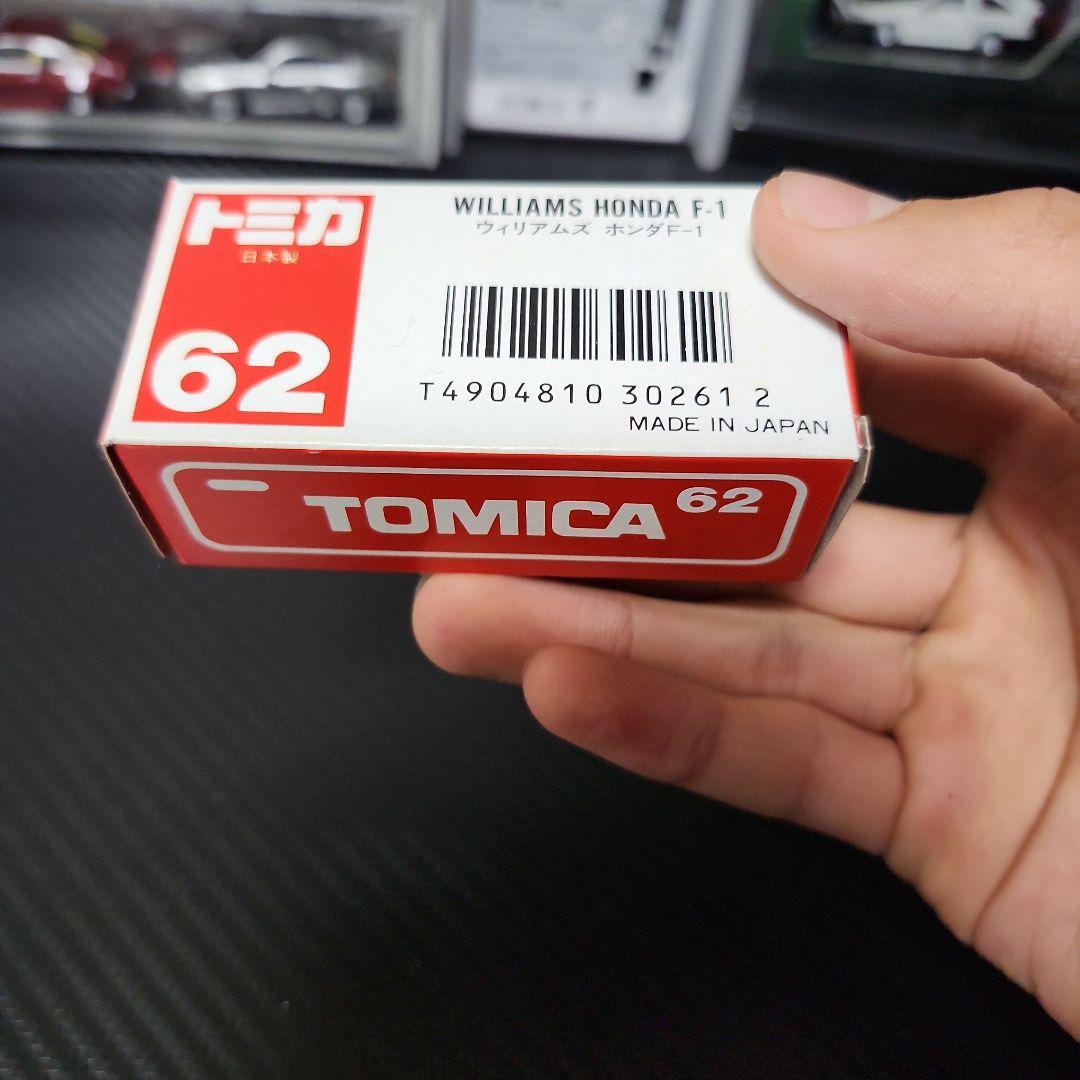 トミカ
日本製
62
WILLIAMS HONDA F-1
ウィリアムズ ホンダF-1
T4904810 30261 2
MADE IN JAPAN
TOMICA 62